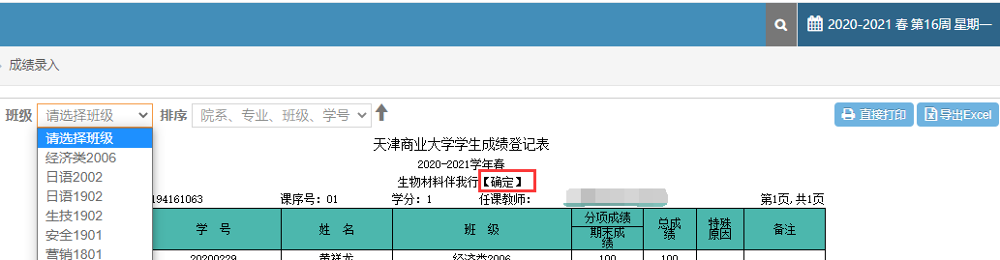 2020-2021 春 第16周 星期一
成绩录入
班级 请选择班级 排序 院系、专业、班级、学号 直接打印 导出Excel
请选择班级
经济类2006
日语2002
日语1902
生技1902
安全1901
营销1801
天津商业大学学生成绩登记表
2020-2021学年春
生物材料伴我行【确定】
194161063 课序号：01 学分：1 任课教师： 第1页，共1页
学 号 姓 名 班 级 分项成绩 期末成绩 总成绩 特殊原因 备注
20200229 黄祥龙 经济类2006 100 100